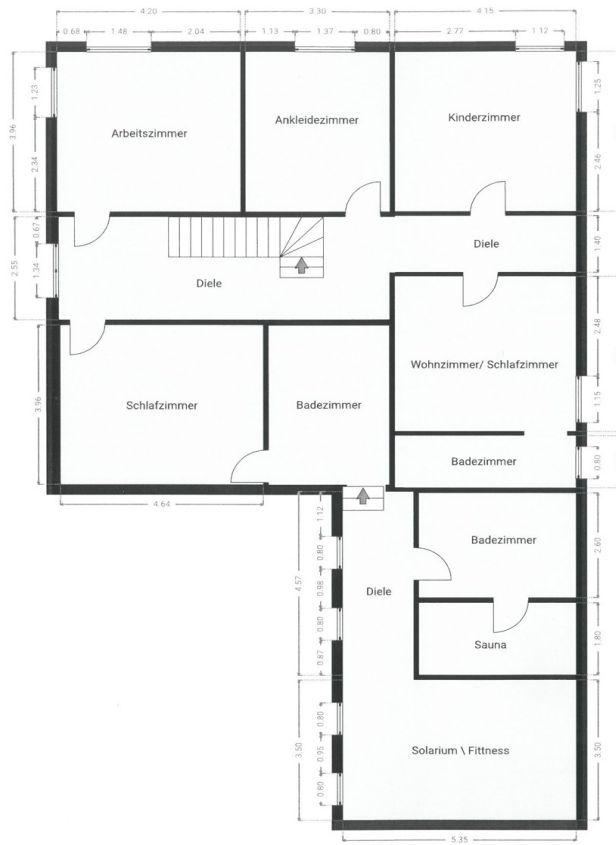 4.20 3.30 4.15
0.68 1.48 2.04 1.13 1.37 0.80 2.77 1.12
3.96
1.23
2.34
Arbeitszimmer
Ankleidezimmer
Kinderzimmer
1.25
2.46
2.55
0.67
1.34
Diele
Diele
1.40
3.96
Schlafzimmer
Badezimmer
Wohnzimmer/ Schlafzimmer
2.48
1.15
Badezimmer
0.80
4.64
4.57
1.12
0.80
0.98
0.80
0.87
Diele
Badezimmer
2.60
Sauna
1.80
3.50
0.80
0.95
0.80
Solarium \ Fittness
3.50
5.35